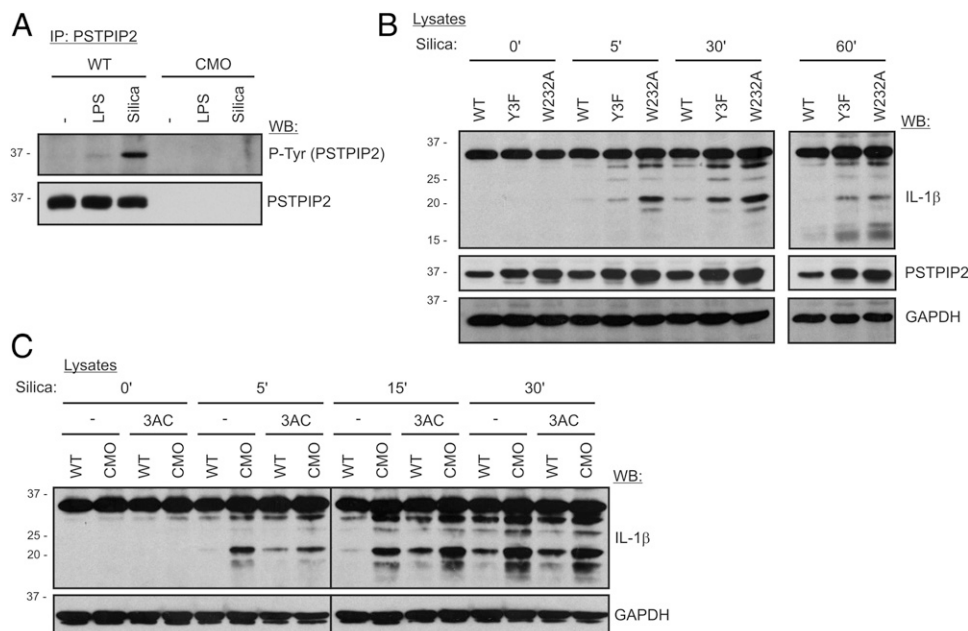 A
IP: PSTPIP2
WT CMO
- LPS Silica - LPS Silica
WB:
37 - P-Tyr (PSTPIP2)
37 - PSTPIP2
B
Lysates
Silica: 0' 5' 30' 60'
WT Y3F W232A WT Y3F W232A WT Y3F W232A WT Y3F W232A
WB:
37 -
25 -
IL-1β
20 -
15 -
37 - PSTPIP2
37 -
GAPDH
C
Lysates
Silica: 0' 5' 15' 30'
- 3AC - 3AC - 3AC - 3AC
WT CMO WT CMO WT CMO WT CMO WT CMO WT CMO WT CMO WT CMO
WB:
37 -
25 -
IL-1β
20 -
37 -
GAPDH